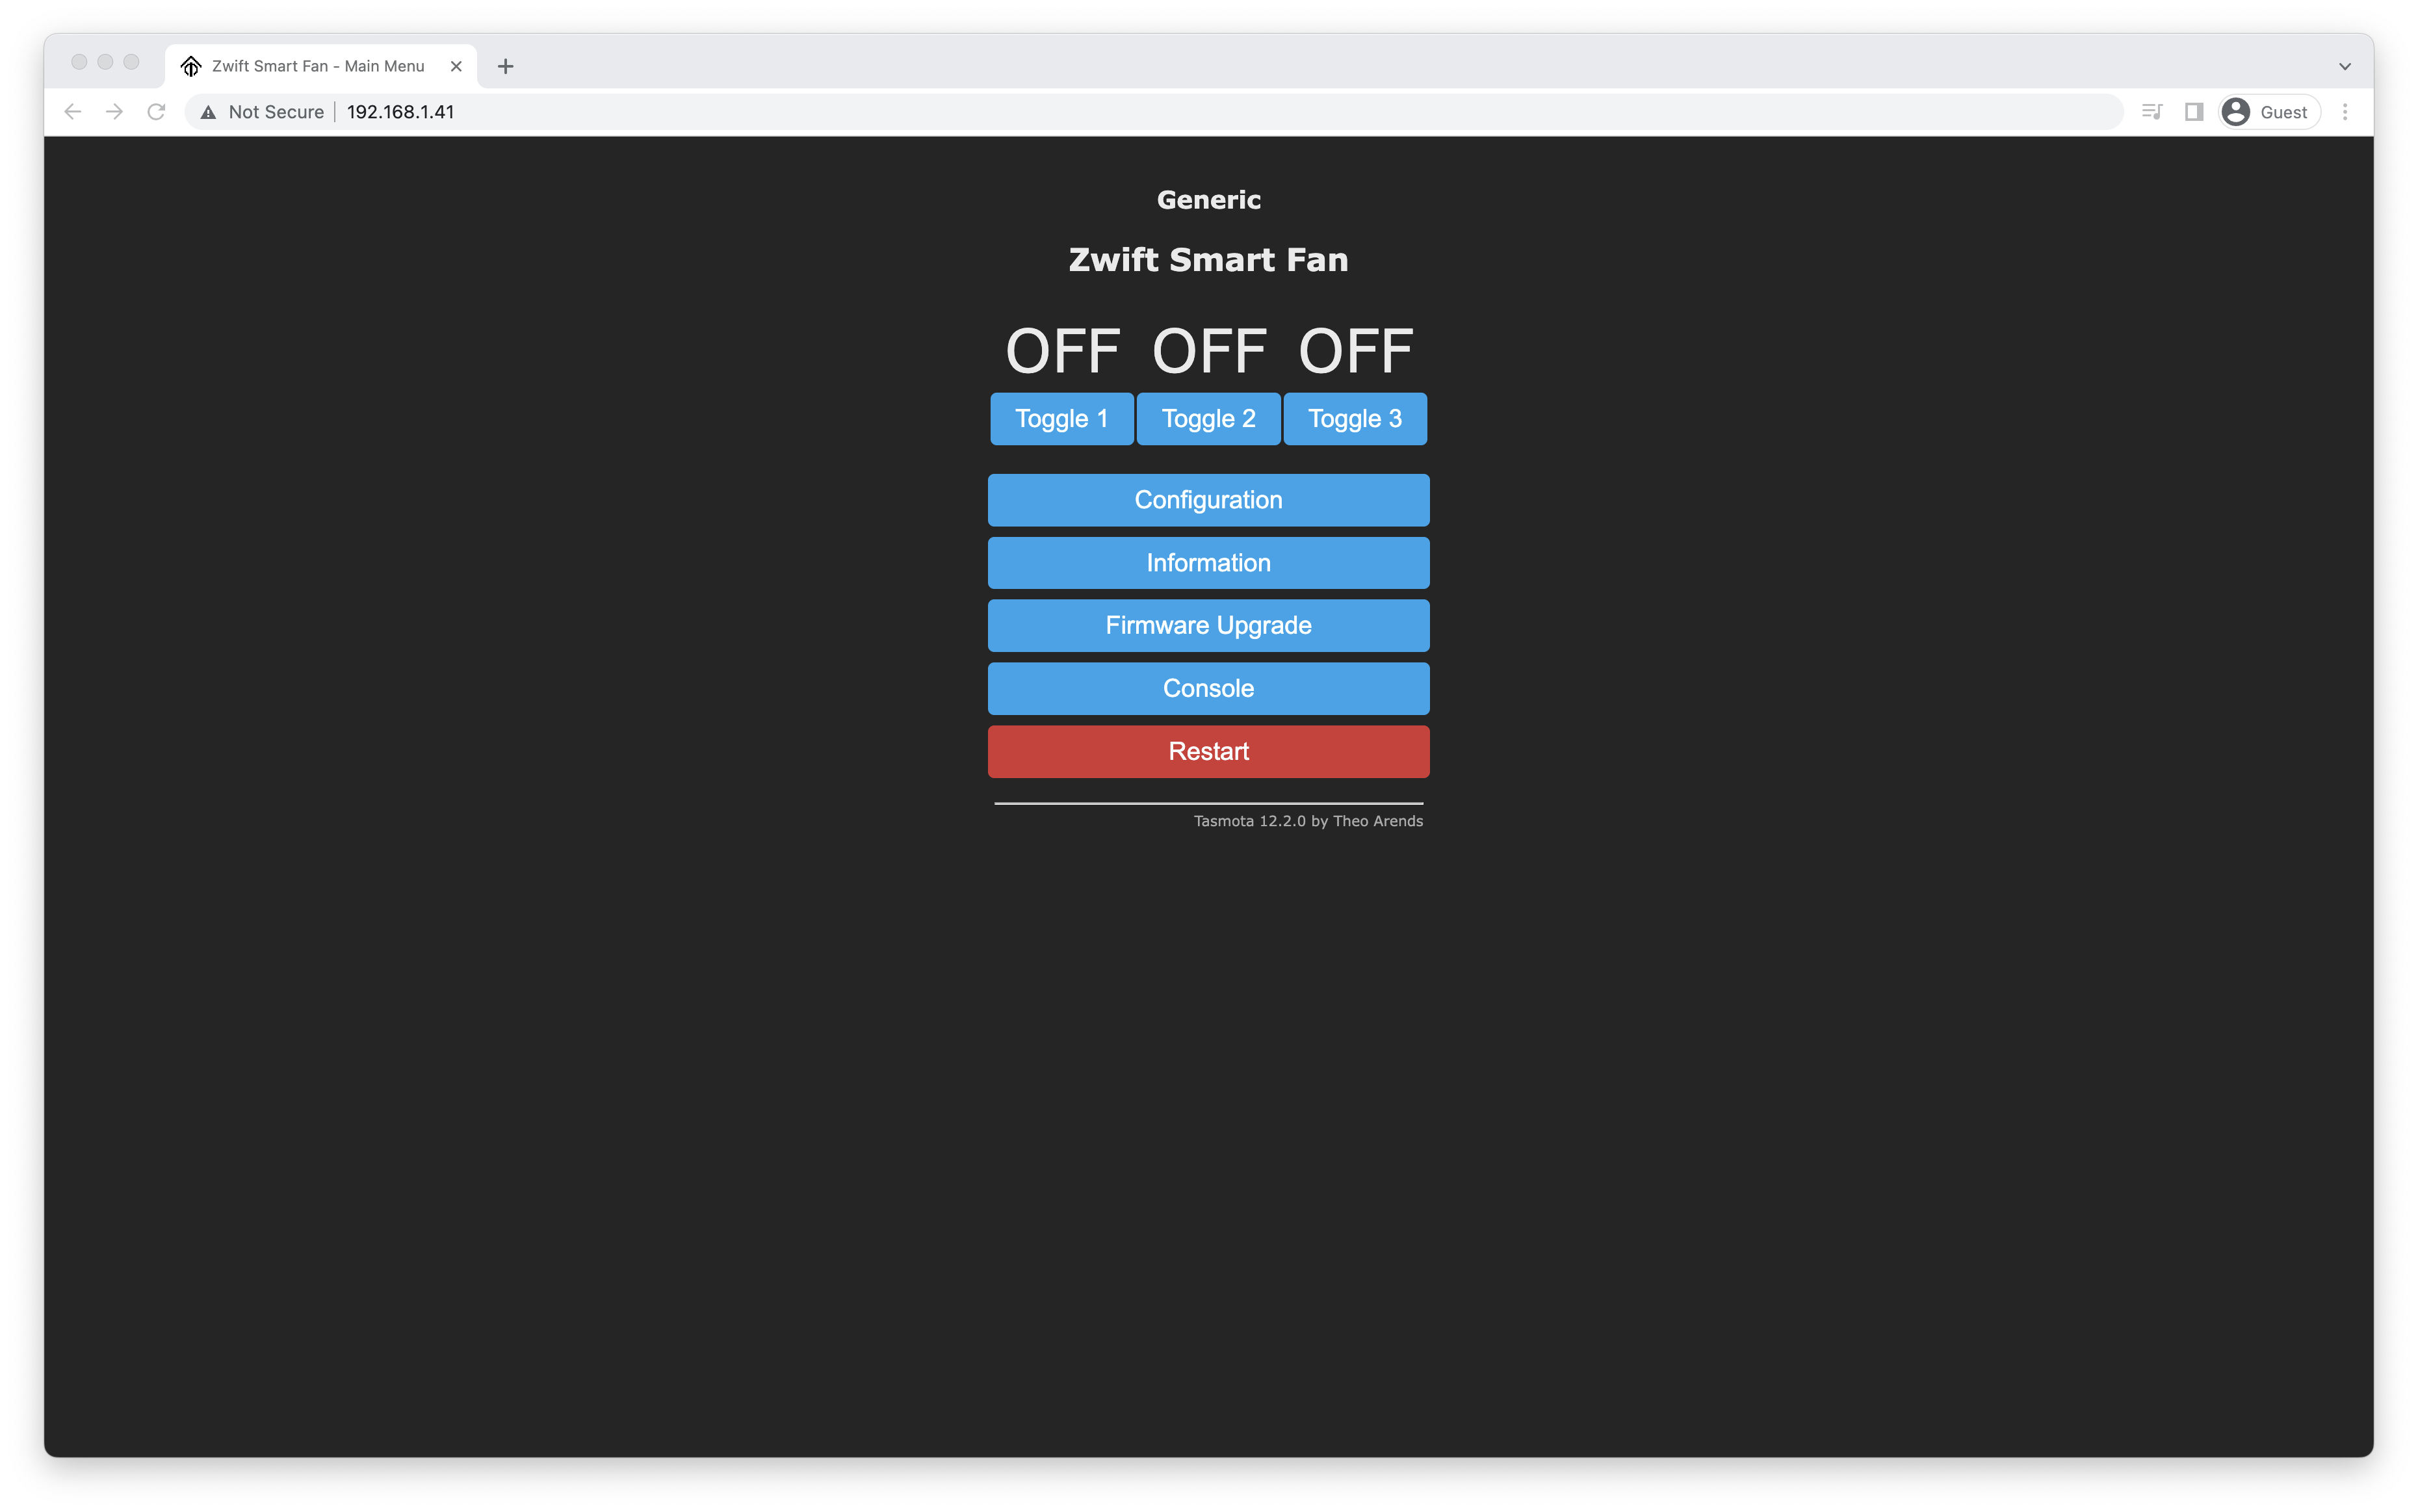 Zwift Smart Fan - Main Menu
Not Secure 192.168.1.41 Guest
Generic
Zwift Smart Fan
OFF OFF OFF
Toggle 1 Toggle 2 Toggle 3
Configuration
Information
Firmware Upgrade
Console
Restart
Tasmota 12.2.0 by Theo Arends